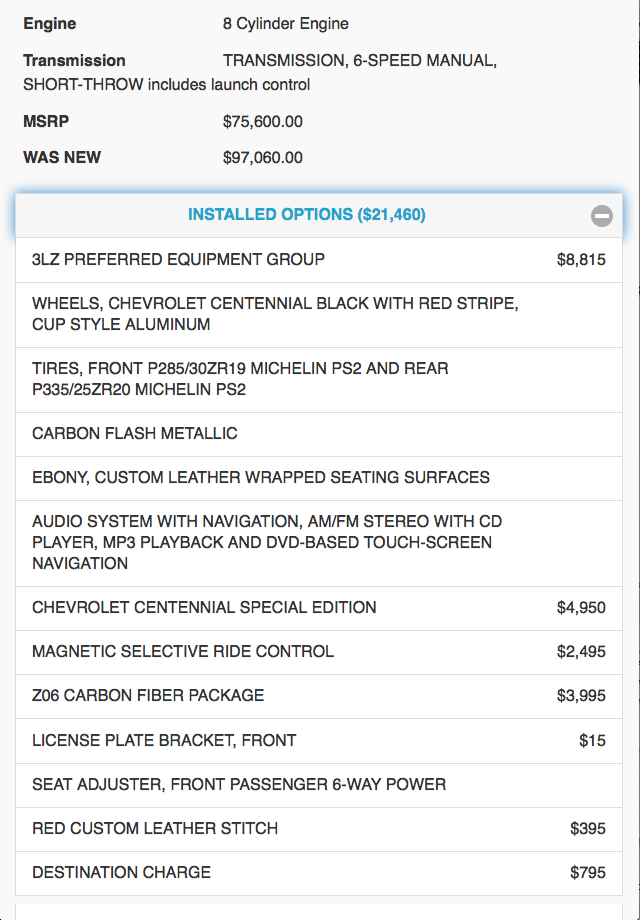 Engine 8 Cylinder Engine
Transmission TRANSMISSION, 6-SPEED MANUAL,
SHORT-THROW includes launch control
MSRP $75,600.00
WAS NEW $97,060.00
INSTALLED OPTIONS ($21,460)
3LZ PREFERRED EQUIPMENT GROUP $8,815
WHEELS, CHEVROLET CENTENNIAL BLACK WITH RED STRIPE,
CUP STYLE ALUMINUM
TIRES, FRONT P285/30ZR19 MICHELIN PS2 AND REAR
P335/25ZR20 MICHELIN PS2
CARBON FLASH METALLIC
EBONY, CUSTOM LEATHER WRAPPED SEATING SURFACES
AUDIO SYSTEM WITH NAVIGATION, AM/FM STEREO WITH CD
PLAYER, MP3 PLAYBACK AND DVD-BASED TOUCH-SCREEN
NAVIGATION
CHEVROLET CENTENNIAL SPECIAL EDITION $4,950
MAGNETIC SELECTIVE RIDE CONTROL $2,495
Z06 CARBON FIBER PACKAGE $3,995
LICENSE PLATE BRACKET, FRONT $15
SEAT ADJUSTER, FRONT PASSENGER 6-WAY POWER
RED CUSTOM LEATHER STITCH $395
DESTINATION CHARGE $795